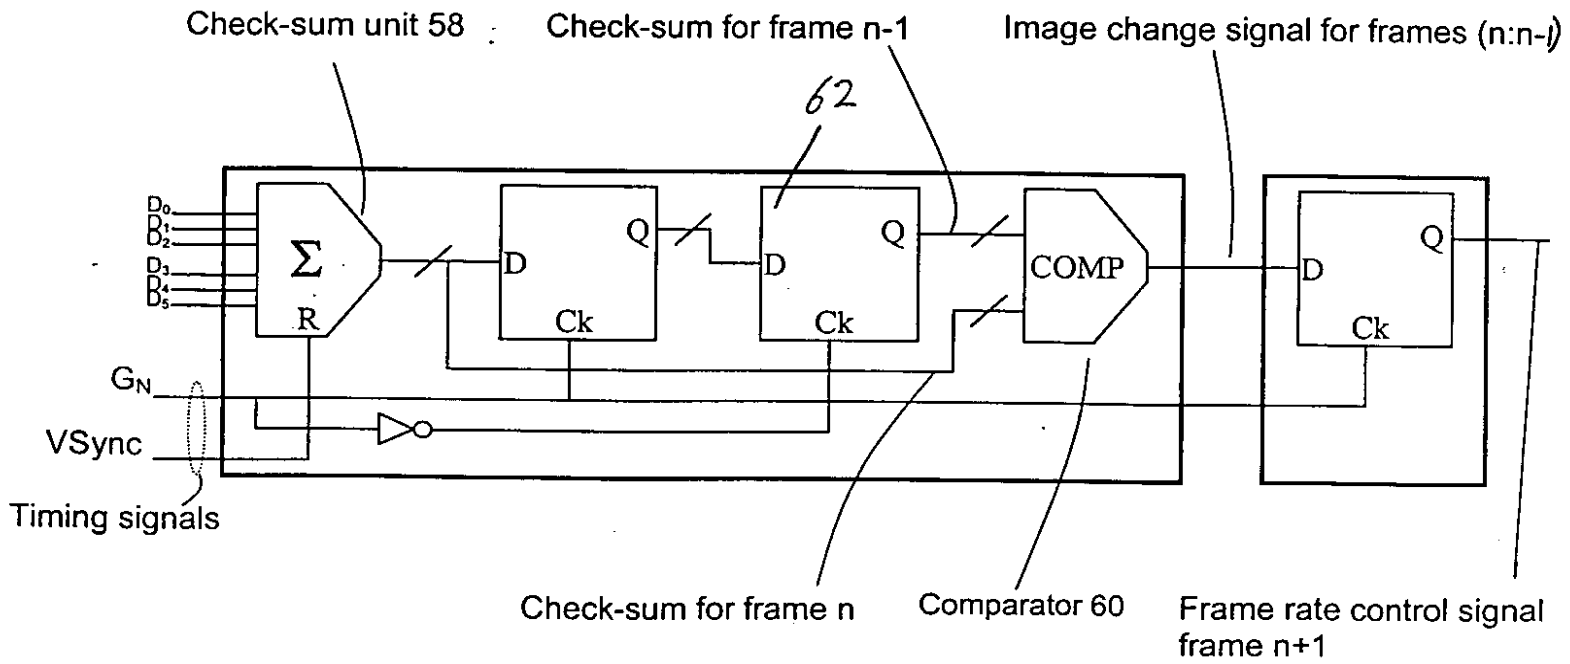 Check-sum unit 58
Check-sum for frame n-1
Image change signal for frames (n:n-1)
62
D0
D1
D2
D3
D4
D5
Σ
R
D
Q
Ck
D
Q
Ck
COMP
D
Q
Ck
GN
VSync
Timing signals
Check-sum for frame n
Comparator 60
Frame rate control signal
frame n+1